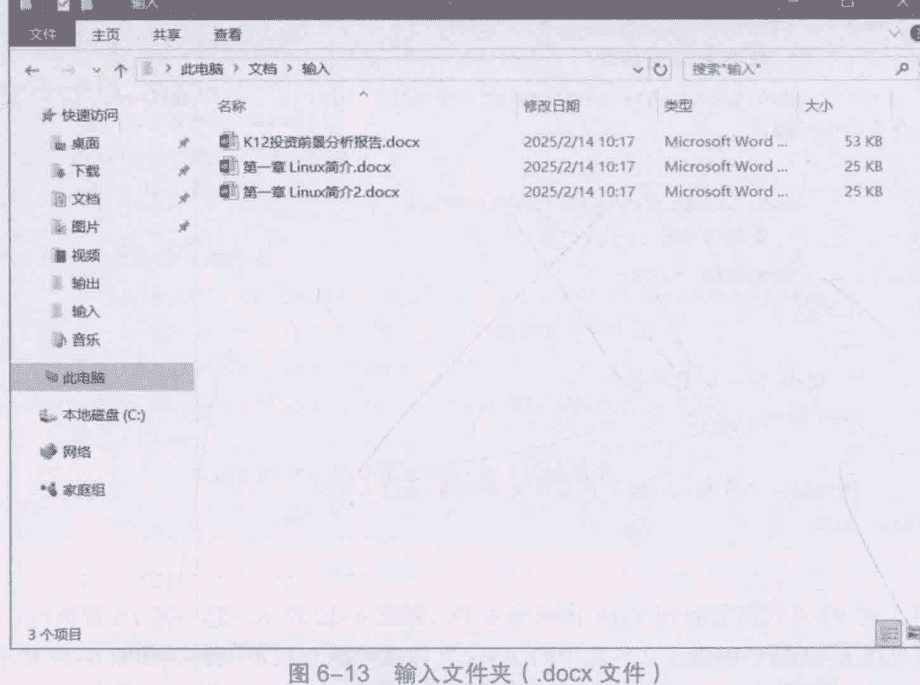 输入
文件 主页 共享 查看
此电脑 > 文档 > 输入 搜索"输入"
名称 修改日期 类型 大小
快速访问
桌面
下载
文档
图片
视频
输出
输入
音乐
此电脑
本地磁盘 (C:)
网络
家庭组
K12投资前景分析报告.docx 2025/2/14 10:17 Microsoft Word ... 53 KB
第一章 Linux简介.docx 2025/2/14 10:17 Microsoft Word ... 25 KB
第一章 Linux简介2.docx 2025/2/14 10:17 Microsoft Word ... 25 KB
3 个项目
图 6-13 输入文件夹（.docx 文件）